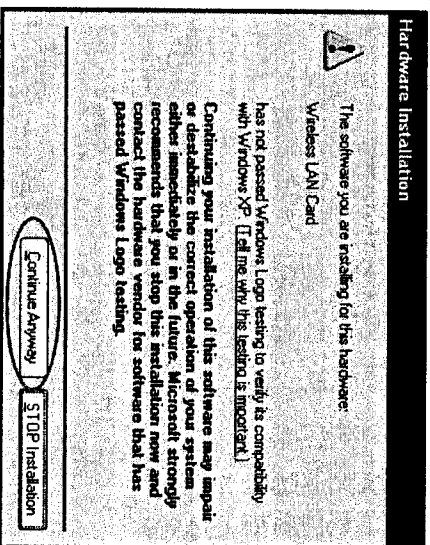 Hardware Installation
The software you are installing for this hardware:
Wireless LAN Card
has not passed Windows Logo testing to verify its compatibility
with Windows XP. (Tell me why this testing is important.)
Continuing your installation of this software may impair
or destabilize the correct operation of your system
either immediately or in the future. Microsoft strongly
recommends that you stop this installation now and
contact the hardware vendor for software that has
passed Windows Logo testing.
Continue Anyway
STOP Installation